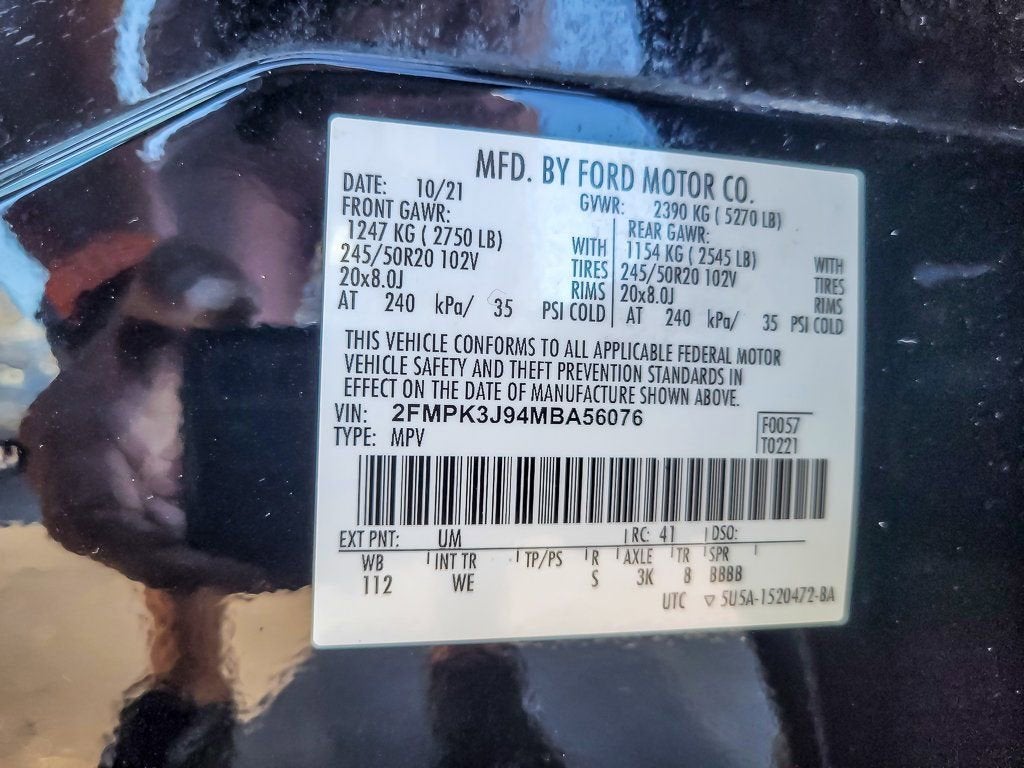 MFD. BY FORD MOTOR CO.
DATE: 10/21 GVWR: 2390 KG ( 5270 LB)
FRONT GAWR: REAR GAWR:
1247 KG ( 2750 LB) WITH 1154 KG ( 2545 LB) WITH
245/50R20 102V TIRES 245/50R20 102V TIRES
20x8.0J RIMS 20x8.0J RIMS
AT 240 kPa/ 35 PSI COLD AT 240 kPa/ 35 PSI COLD
THIS VEHICLE CONFORMS TO ALL APPLICABLE FEDERAL MOTOR
VEHICLE SAFETY AND THEFT PREVENTION STANDARDS IN
EFFECT ON THE DATE OF MANUFACTURE SHOWN ABOVE.
VIN: 2FMPK3J94MBA56076
TYPE: MPV
F0057
T0221
EXT PNT: UM RC: 41 DSO:
WB INT TR TP/PS R AXLE TR SPR
112 WE S 3K 8 BBBB
UTC ▽ 5U5A-1520472-BA